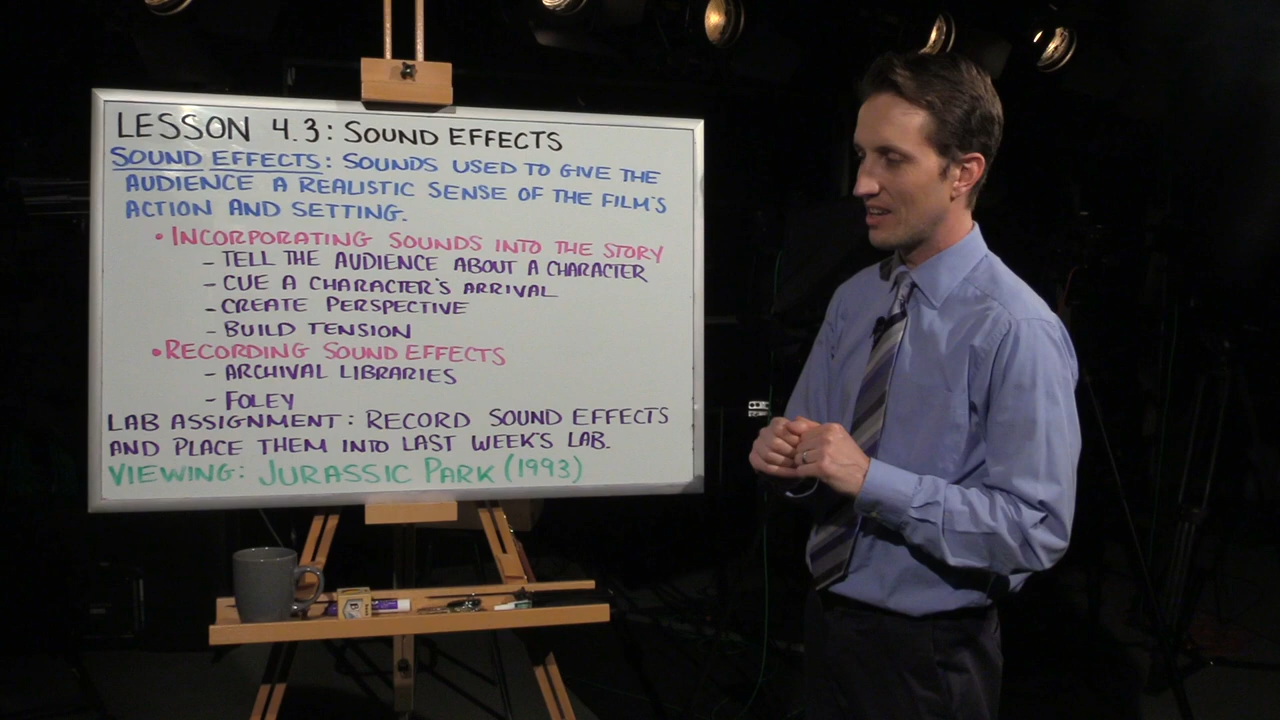 LESSON 4.3: SOUND EFFECTS
SOUND EFFECTS: SOUNDS USED TO GIVE THE
AUDIENCE A REALISTIC SENSE OF THE FILM'S
ACTION AND SETTING.
• INCORPORATING SOUNDS INTO THE STORY
- TELL THE AUDIENCE ABOUT A CHARACTER
- CUE A CHARACTER'S ARRIVAL
- CREATE PERSPECTIVE
- BUILD TENSION
• RECORDING SOUND EFFECTS
- ARCHIVAL LIBRARIES
- FOLEY
LAB ASSIGNMENT: RECORD SOUND EFFECTS
AND PLACE THEM INTO LAST WEEK'S LAB.
VIEWING: JURASSIC PARK (1993)